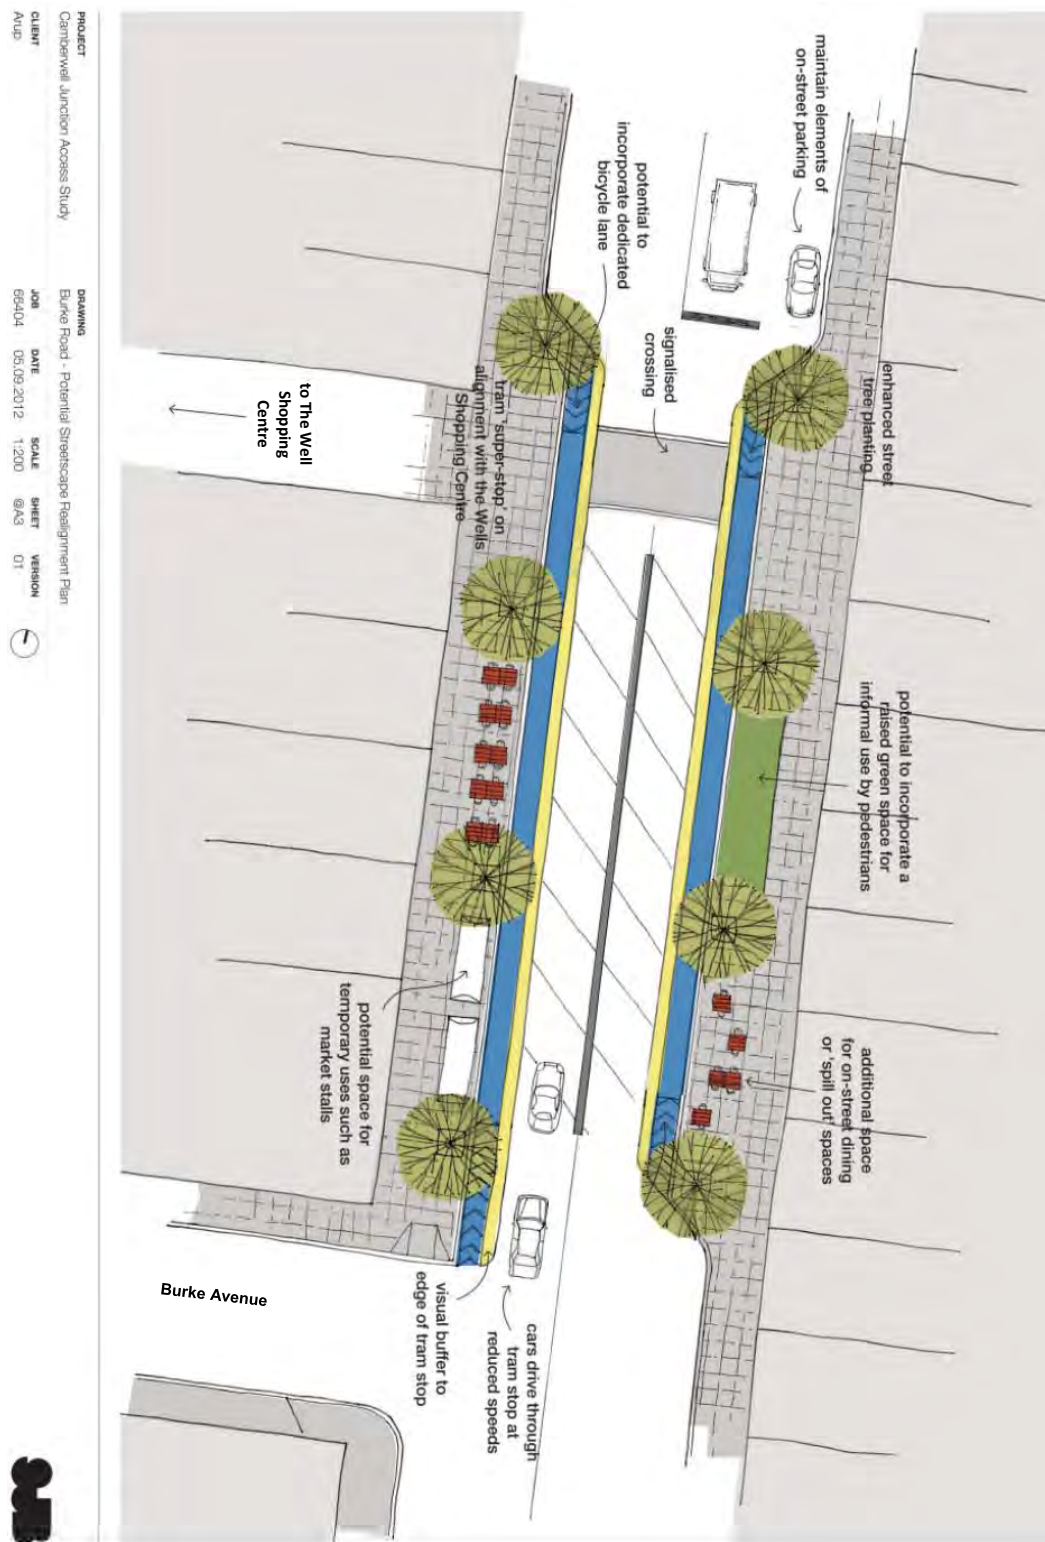 maintain elements of
on-street parking
potential to
incorporate dedicated
bicycle lane
signalised
crossing
enhanced street
tree planting
tram 'super-stop' on
alignment with the Wells
Shopping Centre
to The Well
Shopping
Centre
potential to incorporate a
raised green space for
informal use by pedestrians
additional space
for on-street dining
or 'spill out' spaces
potential space for
temporary uses such as
market stalls
visual buffer to
edge of tram stop
cars drive through
tram stop at
reduced speeds
Burke Avenue
PROJECT
Camberwell Junction Access Study
DRAWING
Burke Road - Potential Streetscape Realignment Plan
CLIENT
Arup
JOB
66404
DATE
05.09.2012
SCALE
1:200
SHEET
@A3
VERSION
01
SJB